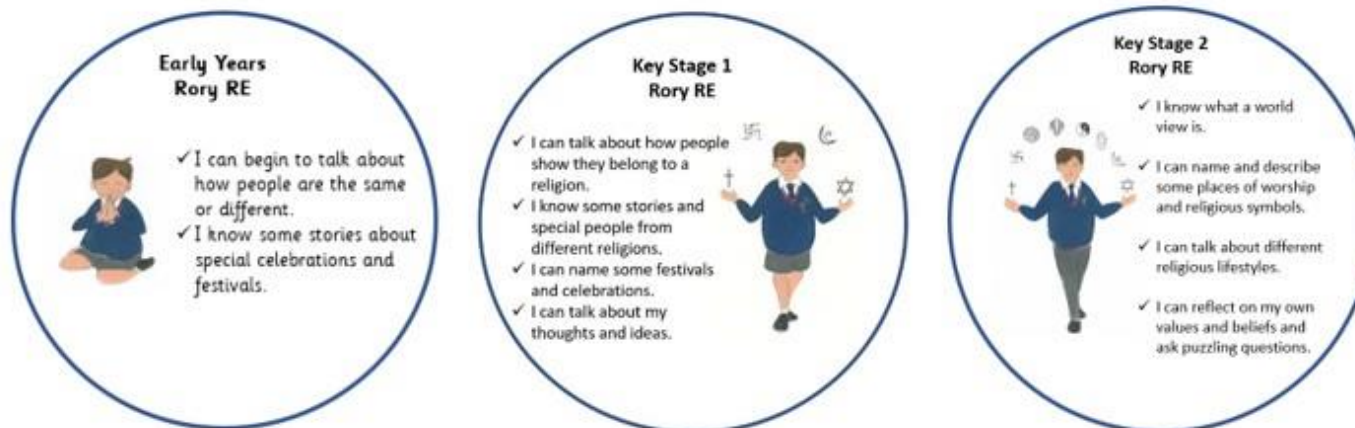 Early Years
Rory RE
✓ I can begin to talk about
how people are the same
or different.
✓ I know some stories about
special celebrations and
festivals.
Key Stage 1
Rory RE
✓ I can talk about how people
show they belong to a
religion.
✓ I know some stories and
special people from
different religions.
✓ I can name some festivals
and celebrations.
✓ I can talk about my
thoughts and ideas.
Key Stage 2
Rory RE
✓ I know what a world
view is.
✓ I can name and describe
some places of worship
and religious symbols.
✓ I can talk about different
religious lifestyles.
✓ I can reflect on my own
values and beliefs and
ask puzzling questions.